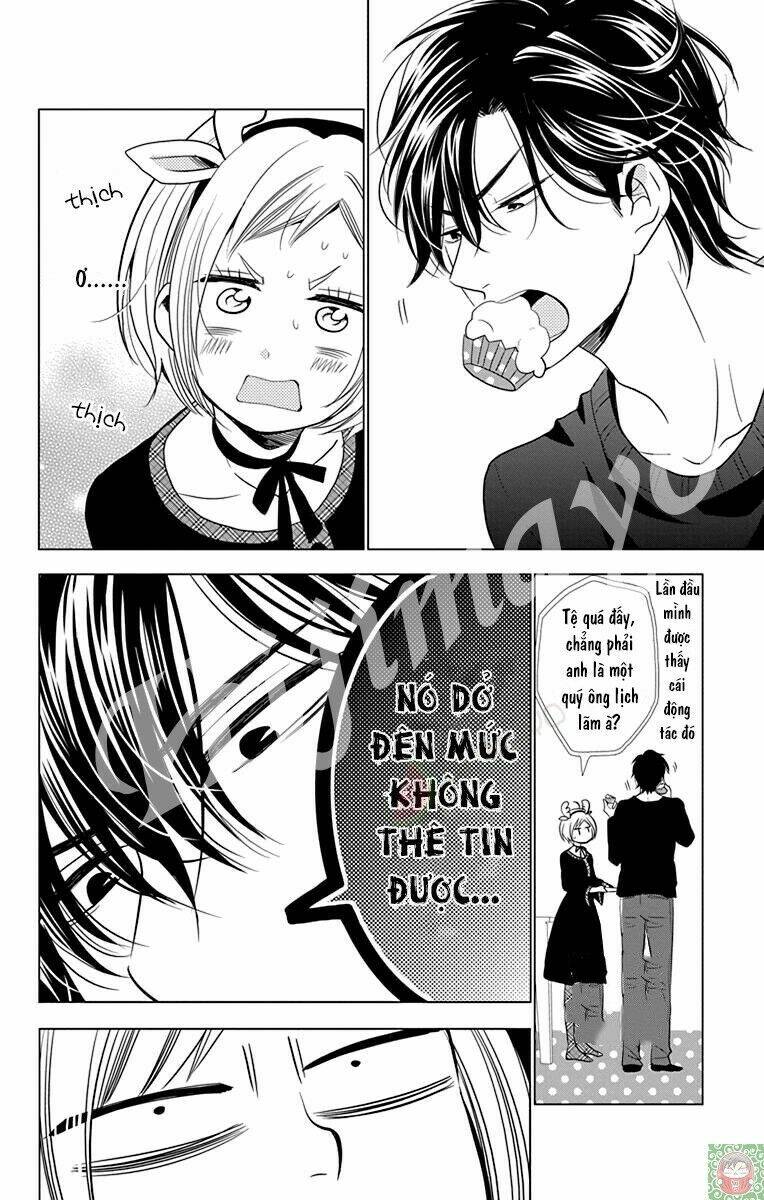 thịch
Ơ......
thịch
NÓ DỞ
ĐẾN MỨC
KHÔNG
THỂ TIN
ĐƯỢC...
Tệ quá đấy,
chẳng phải
anh là một
quý ông lịch
lãm à?
Lần đầu
mình
được
thấy
cái
động
tác đó